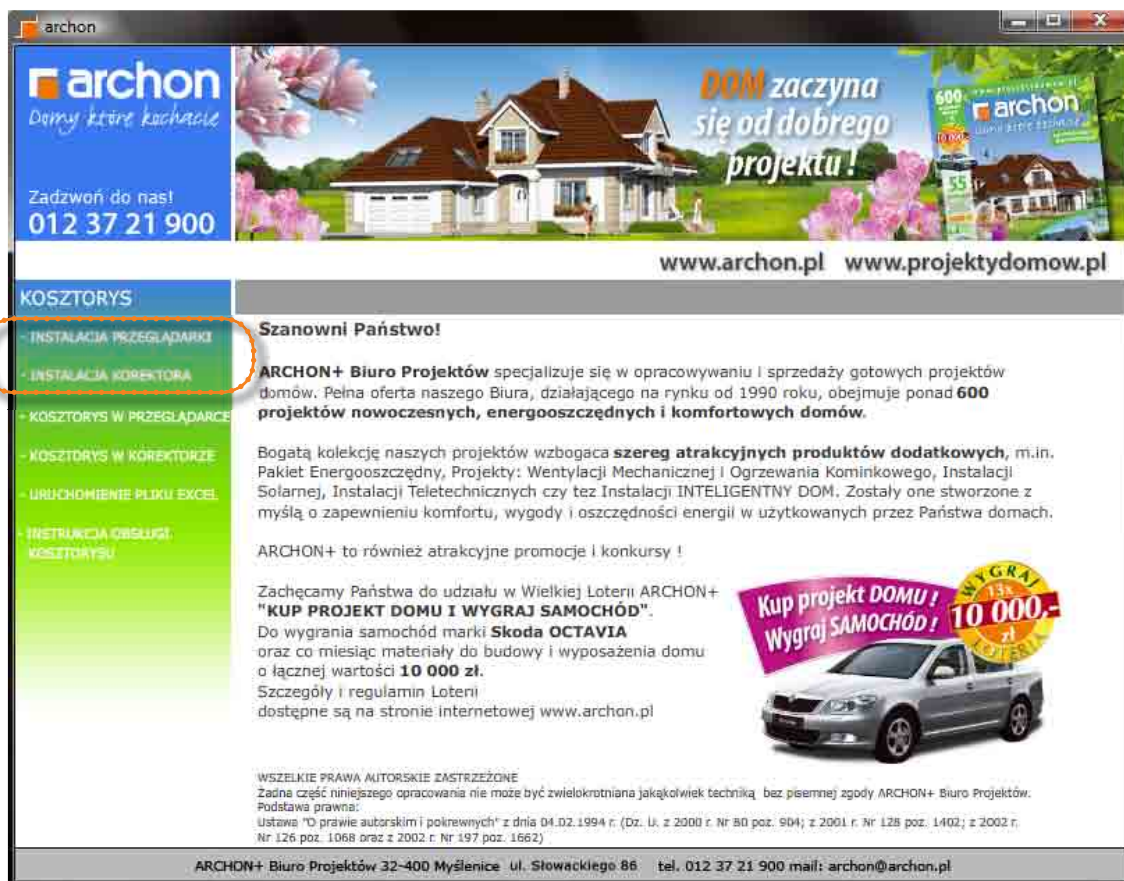 archon
archon
Domy które kochacie
Zadzwoń do nas!
012 37 21 900
DOM zaczyna
się od dobrego
projektu !
600
archon
10 000,-
55
www.archon.pl www.projektydomow.pl
KOSZTORYS
- INSTALACJA PRZEGLĄDARKI
- INSTALACJA KOREKTORA
- KOSZTORYS W PRZEGLĄDARCE
- KOSZTORYS W KOREKTORZE
- URUCHOMIENIE PLIKU EXCEL
- INSTRUKCJA OBSŁUGI
KOSZTORYSU
Szanowni Państwo!
ARCHON+ Biuro Projektów specjalizuje się w opracowywaniu i sprzedaży gotowych projektów
domów. Pełna oferta naszego Biura, działającego na rynku od 1990 roku, obejmuje ponad 600
projektów nowoczesnych, energooszczędnych i komfortowych domów.
Bogatą kolekcję naszych projektów wzbogaca szereg atrakcyjnych produktów dodatkowych, m.in.
Pakiet Energooszczędny, Projekty: Wentylacji Mechanicznej i Ogrzewania Kominkowego, Instalacji
Solarnej, Instalacji Teletechnicznych czy tez Instalacji INTELIGENTNY DOM. Zostały one stworzone z
myślą o zapewnieniu komfortu, wygody i oszczędności energii w użytkowanych przez Państwa domach.
ARCHON+ to również atrakcyjne promocje i konkursy !
Zachęcamy Państwa do udziału w Wielkiej Loterii ARCHON+
"KUP PROJEKT DOMU I WYGRAJ SAMOCHÓD".
Do wygrania samochód marki Skoda OCTAVIA
oraz co miesiąc materiały do budowy i wyposażenia domu
o łącznej wartości 10 000 zł.
Szczegóły i regulamin Loterii
dostępne są na stronie internetowej www.archon.pl
Kup projekt DOMU !
Wygraj SAMOCHÓD !
WYGRAJ
13x
10 000,-
zł
LOTERIA
WSZELKIE PRAWA AUTORSKIE ZASTRZEŻONE
Żadna część niniejszego opracowania nie może być zwielokrotniana jakąkolwiek techniką bez pisemnej zgody ARCHON+ Biuro Projektów.
Podstawa prawna:
Ustawa "O prawie autorskim i pokrewnych" z dnia 04.02.1994 r. (Dz. U. z 2000 r. Nr 80 poz. 904; z 2001 r. Nr 128 poz. 1402; z 2002 r.
Nr 126 poz. 1068 oraz z 2002 r. Nr 197 poz. 1662)
ARCHON+ Biuro Projektów 32-400 Myślenice ul. Słowackiego 86 tel. 012 37 21 900 mail: archon@archon.pl